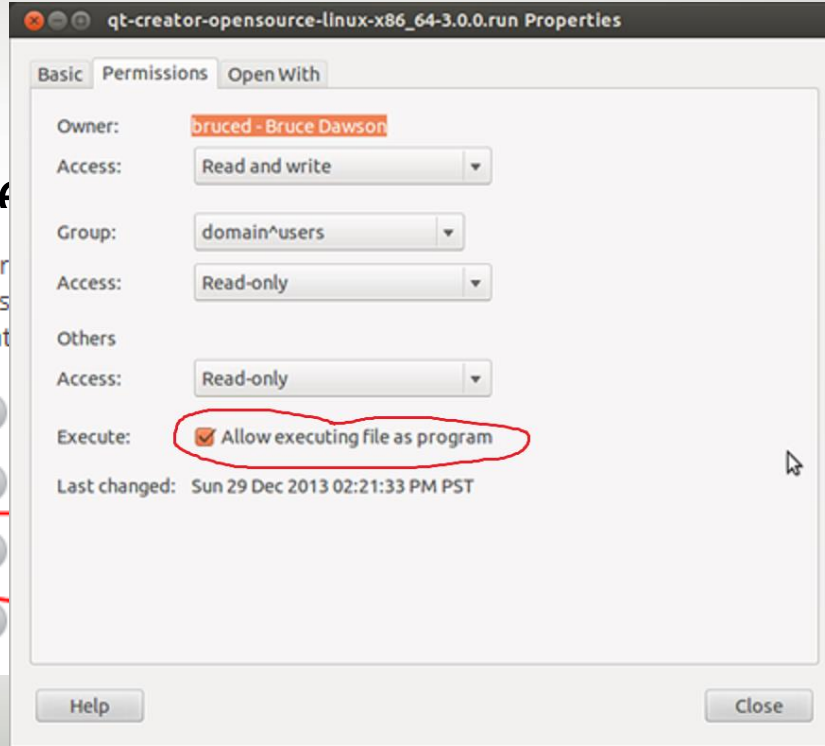 qt-creator-opensource-linux-x86_64-3.0.0.run Properties
Basic Permissions Open With
Owner: bruced - Bruce Dawson
Access: Read and write
Group: domain^users
Access: Read-only
Others
Access: Read-only
Execute: Allow executing file as program
Last changed: Sun 29 Dec 2013 02:21:33 PM PST
Help Close